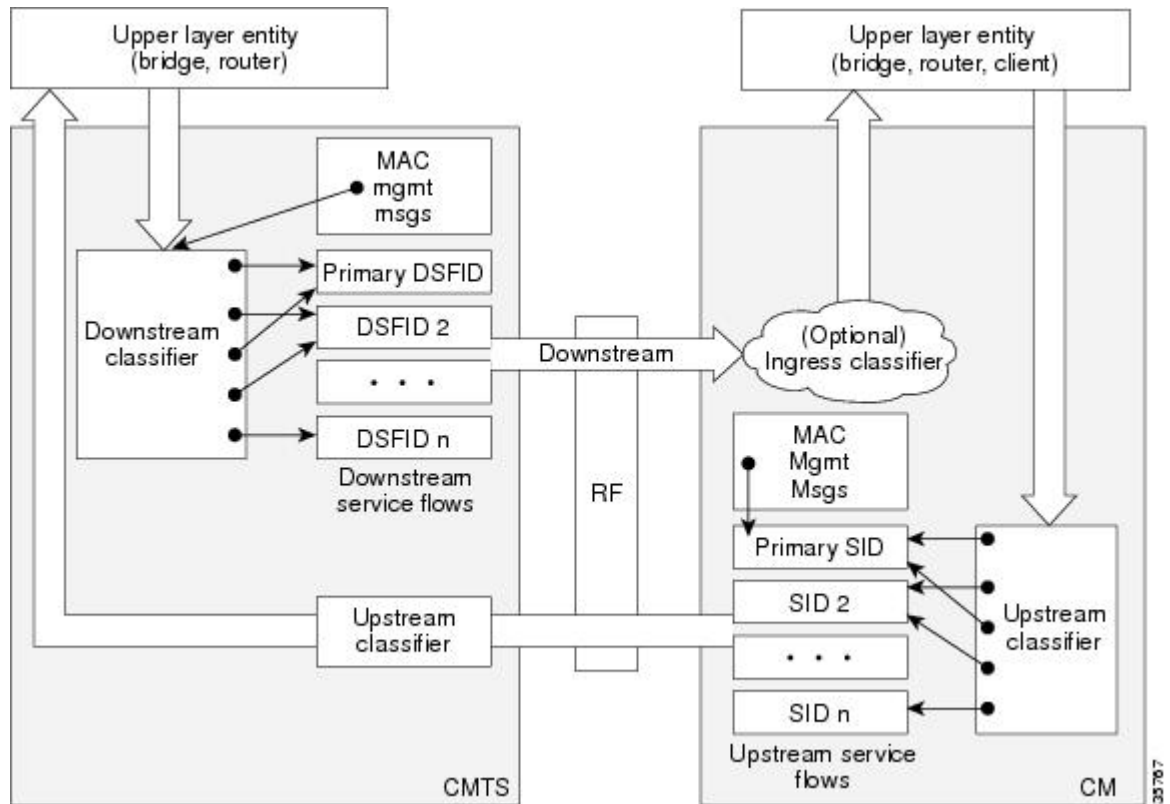 Upper layer entity
(bridge, router)
Upper layer entity
(bridge, router, client)
MAC
mgmt
msgs
Downstream
classifier
Primary DSFID
DSFID 2
. . .
DSFID n
Downstream
service flows
Downstream
RF
(Optional)
Ingress classifier
MAC
Mgmt
Msgs
Primary SID
SID 2
. . .
SID n
Upstream service
flows
Upstream
classifier
Upstream
classifier
CMTS
CM
35767